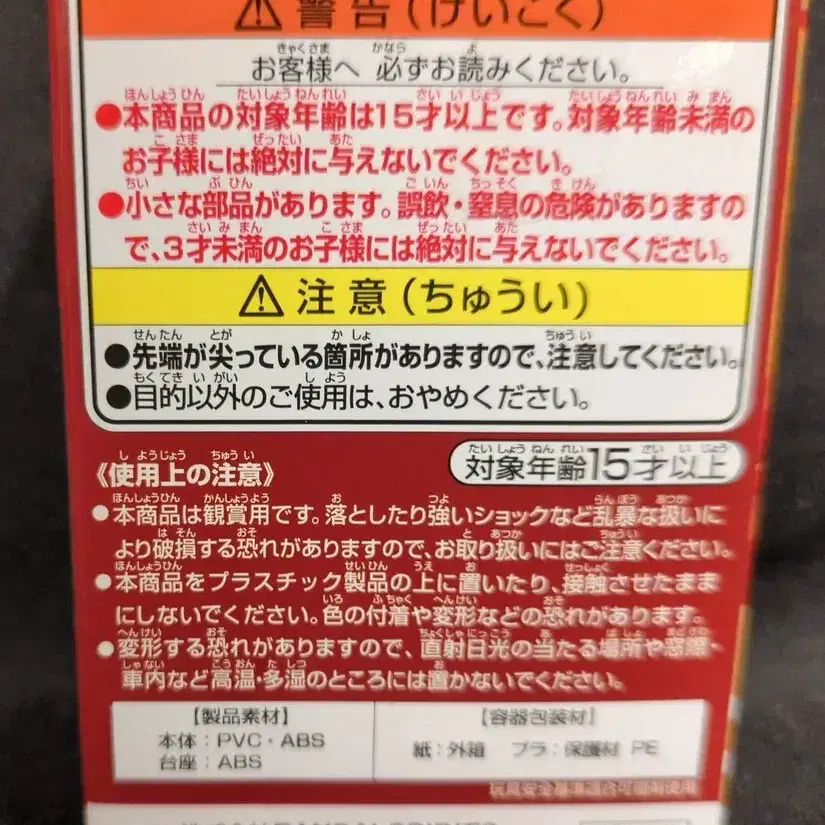 ⚠警告(けいこく)
お客様へ 必ずお読みください。
●本商品の対象年齢は15才以上です。対象年齢未満の
お子様には絶対に与えないでください。
●小さな部品があります。誤飲・窒息の危険がありますの
で、3才未満のお子様には絶対に与えないでください。
⚠注意(ちゅうい)
●先端が尖っている箇所がありますので、注意してください。
●目的以外のご使用は、おやめください。
《使用上の注意》
対象年齢15才以上
●本商品は観賞用です。落としたり強いショックなど乱暴な扱いに
より破損する恐れがありますので、お取り扱いにはご注意ください。
●本商品をプラスチック製品の上に置いたり、接触させたまま
にしないでください。色の付着や変形などの恐れがあります。
●変形する恐れがありますので、直射日光の当たる場所や窓際・
車内など高温・多湿のところには置かないでください。
【製品素材】
本体:PVC・ABS
台座:ABS
【容器包装材】
紙:外箱 プラ:保護材 PE
玩具安全基準適合可塑剤使用